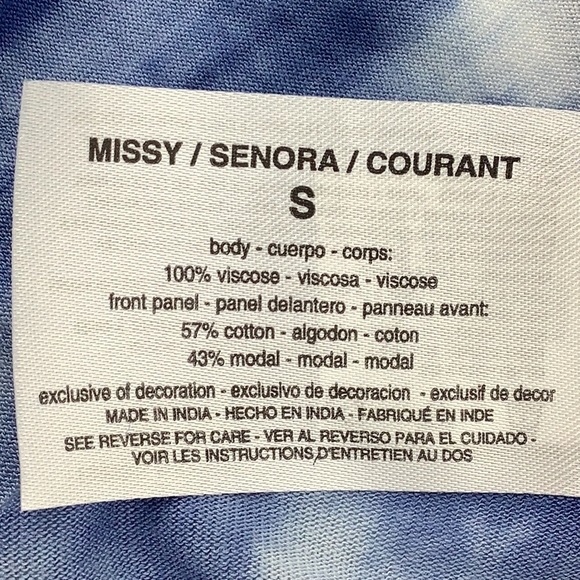 MISSY / SENORA / COURANT
S
body - cuerpo - corps:
100% viscose - viscosa - viscose
front panel - panel delantero - panneau avant:
57% cotton - algodon - coton
43% modal - modal - modal
exclusive of decoration - exclusivo de decoracion - exclusif de decor
MADE IN INDIA - HECHO EN INDIA - FABRIQUÉ EN INDE
SEE REVERSE FOR CARE - VER AL REVERSO PARA EL CUIDADO -
VOIR LES INSTRUCTIONS D'ENTRETIEN AU DOS